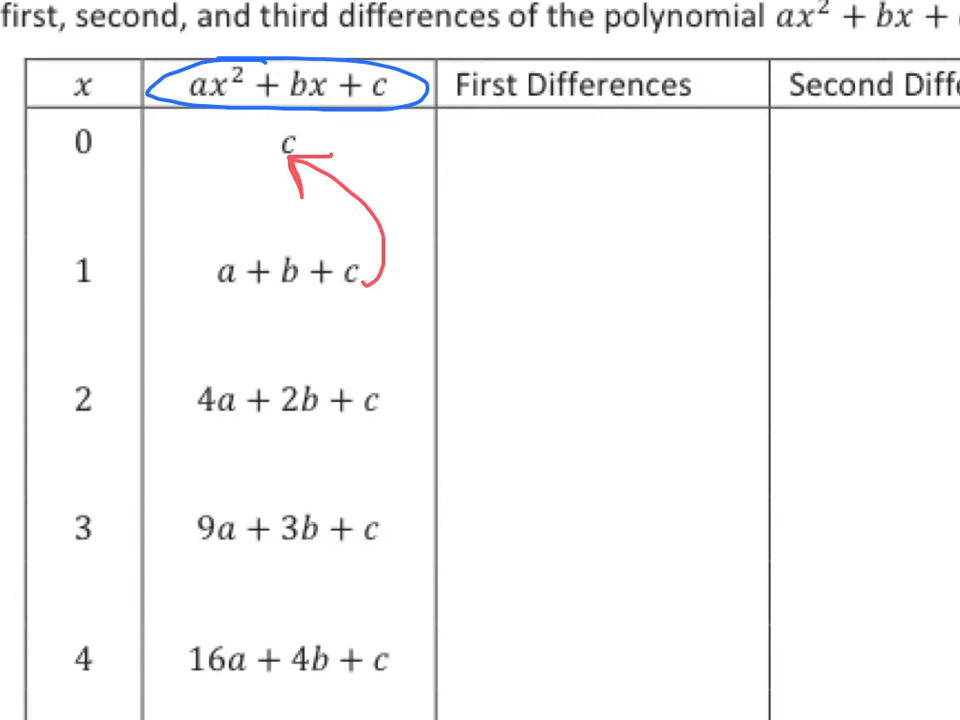 first, second, and third differences of the polynomial ax² + bx +
x ax² + bx + c First Differences Second
0 c
1 a + b + c
2 4a + 2b + c
3 9a + 3b + c
4 16a + 4b + c